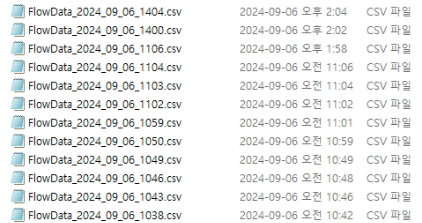 FlowData_2024_09_06_1404.csv 2024-09-06 오후 2:04 CSV 파일
FlowData_2024_09_06_1400.csv 2024-09-06 오후 2:02 CSV 파일
FlowData_2024_09_06_1106.csv 2024-09-06 오후 1:58 CSV 파일
FlowData_2024_09_06_1104.csv 2024-09-06 오전 11:06 CSV 파일
FlowData_2024_09_06_1103.csv 2024-09-06 오전 11:04 CSV 파일
FlowData_2024_09_06_1102.csv 2024-09-06 오전 11:02 CSV 파일
FlowData_2024_09_06_1059.csv 2024-09-06 오전 11:01 CSV 파일
FlowData_2024_09_06_1050.csv 2024-09-06 오전 10:59 CSV 파일
FlowData_2024_09_06_1049.csv 2024-09-06 오전 10:49 CSV 파일
FlowData_2024_09_06_1046.csv 2024-09-06 오전 10:48 CSV 파일
FlowData_2024_09_06_1043.csv 2024-09-06 오전 10:46 CSV 파일
FlowData_2024_09_06_1038.csv 2024-09-06 오전 10:42 CSV 파일